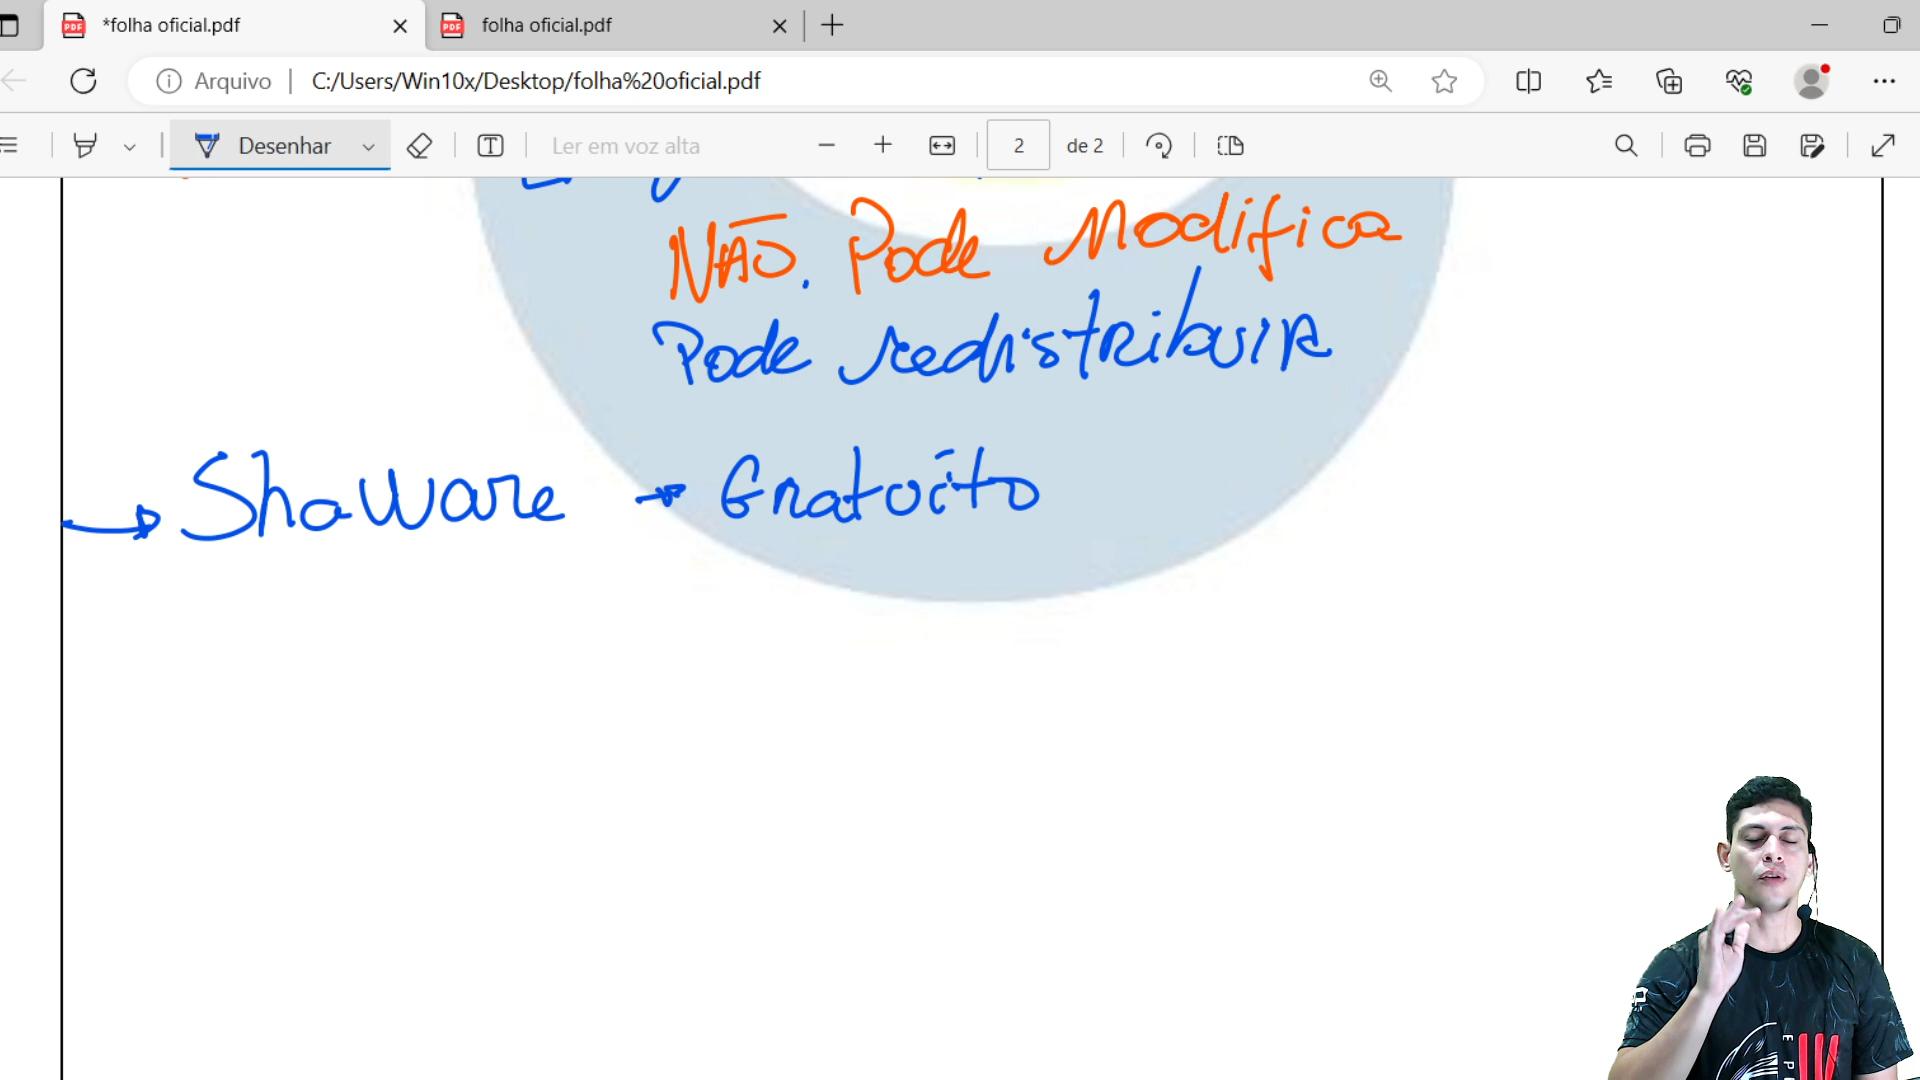 *folha oficial.pdf
folha oficial.pdf
Arquivo
C:/Users/Win10x/Desktop/folha%20oficial.pdf
Desenhar
Ler em voz alta
2
de 2
NÃO. Pode Modifica
Pode redistribuir
→ ShaWare → Gratuito